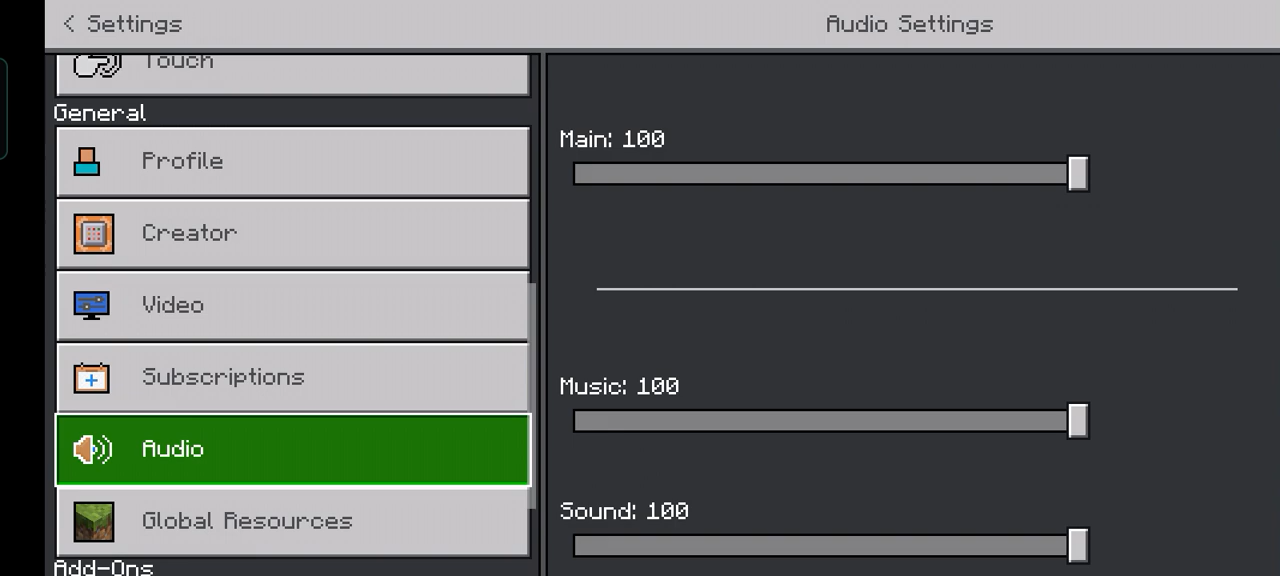 Settings
Audio Settings
Touch
General
Profile
Creator
Video
Subscriptions
Audio
Global Resources
Add-Ons
Main: 100
Music: 100
Sound: 100